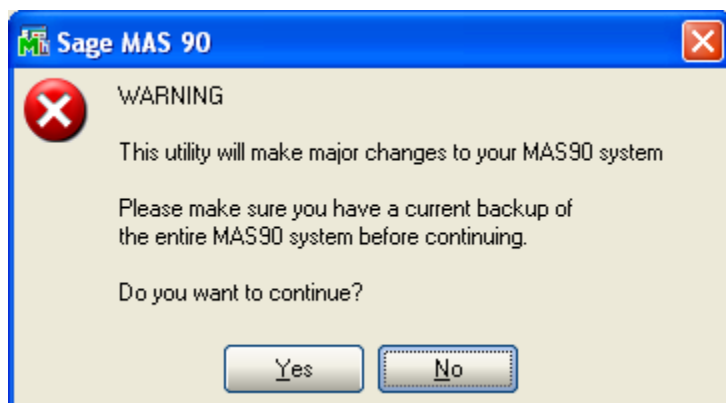 Sage MAS 90
WARNING
This utility will make major changes to your MAS90 system
Please make sure you have a current backup of
the entire MAS90 system before continuing.
Do you want to continue?
Yes
No